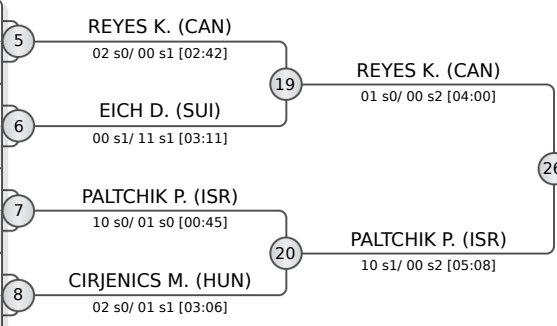 REYES K. (CAN)
5
02 s0/ 00 s1 [02:42]
19
REYES K. (CAN)
01 s0/ 00 s2 [04:00]
EICH D. (SUI)
6
00 s1/ 11 s1 [03:11]
26
PALTCHIK P. (ISR)
7
10 s0/ 01 s0 [00:45]
20
PALTCHIK P. (ISR)
10 s1/ 00 s2 [05:08]
CIRJENICS M. (HUN)
8
02 s0/ 01 s1 [03:06]